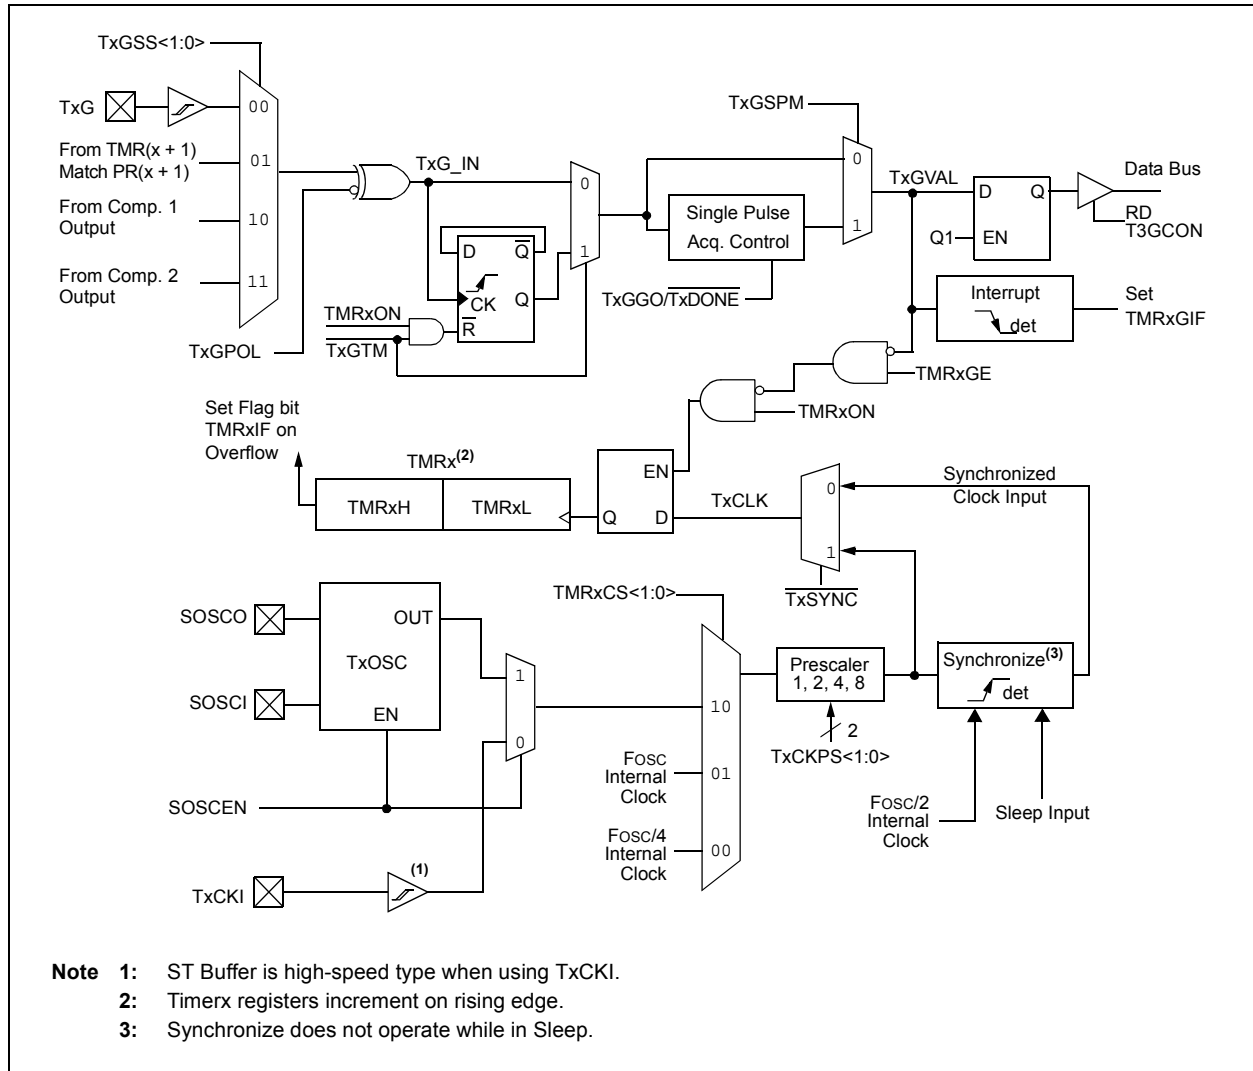 TxGSS<1:0>
TxG
00
From TMR(x + 1)
Match PR(x + 1)
01
From Comp. 1
Output
10
From Comp. 2
Output
11
TxGPOL
TxG_IN
0
1
D
Q
CK
Q
R
TMRxON
TxGTM
TxGSPM
0
1
Single Pulse
Acq. Control
TxGGO/TxDONE
TxGVAL
D
Q
Q1
EN
Data Bus
RD
T3GCON
Interrupt
det
Set
TMRxGIF
TMRxGE
TMRxON
Set Flag bit
TMRxIF on
Overflow
TMRx(2)
TMRxH
TMRxL
EN
Q
D
TxCLK
0
1
TxSYNC
Synchronized
Clock Input
SOSCO
SOSCI
OUT
TxOSC
EN
SOSCEN
1
0
TxCKI
(1)
TMRxCS<1:0>
10
FOSC
Internal
Clock
01
FOSC/4
Internal
Clock
00
Prescaler
1, 2, 4, 8
2
TxCKPS<1:0>
Synchronize(3)
det
FOSC/2
Internal
Clock
Sleep Input
Note 1: ST Buffer is high-speed type when using TxCKI.
2: Timerx registers increment on rising edge.
3: Synchronize does not operate while in Sleep.